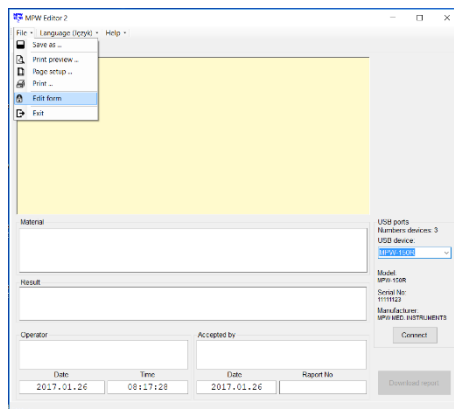 MPW Editor 2
File Language (Język) Help
Save as ...
Print preview ...
Page setup ...
Print ...
Edit form
Exit
Material
Result
Operator
Accepted by
Date Time Date Raport No
2017.01.26 08:17:28 2017.01.26
USB ports
Numbers devices: 3
USB device:
MPW-150R
Model:
MPW-150R
Serial No:
11111123
Manufacturer:
MPW MED. INSTRUMENTS
Connect
Download report